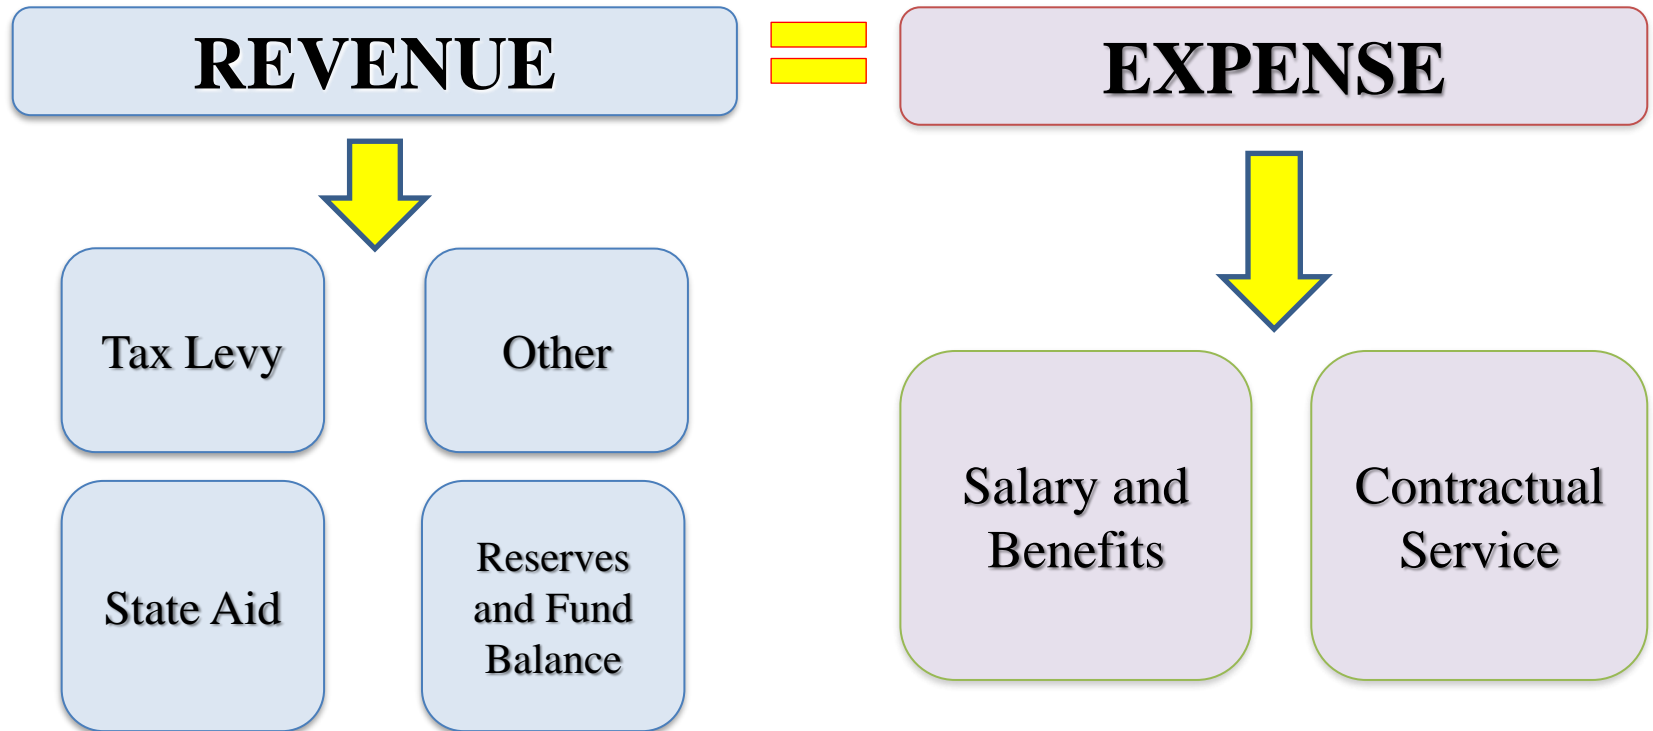 REVENUE
EXPENSE
Tax Levy
Other
State Aid
Reserves
and Fund
Balance
Salary and
Benefits
Contractual
Service